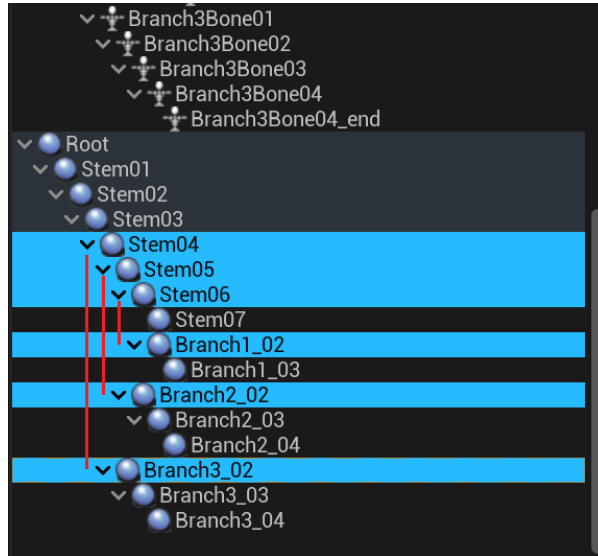 Branch3Bone01
Branch3Bone02
Branch3Bone03
Branch3Bone04
Branch3Bone04_end
Root
Stem01
Stem02
Stem03
Stem04
Stem05
Stem06
Stem07
Branch1_02
Branch1_03
Branch2_02
Branch2_03
Branch2_04
Branch3_02
Branch3_03
Branch3_04